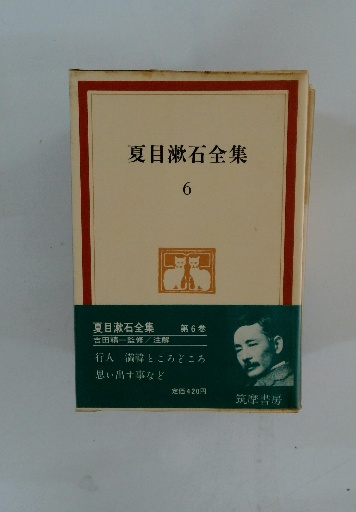 夏目漱石全集
6
夏目漱石全集 第6巻
吉田精一監修／注解
行人 満韓ところどころ
思い出す事など
定価420円
筑摩書房